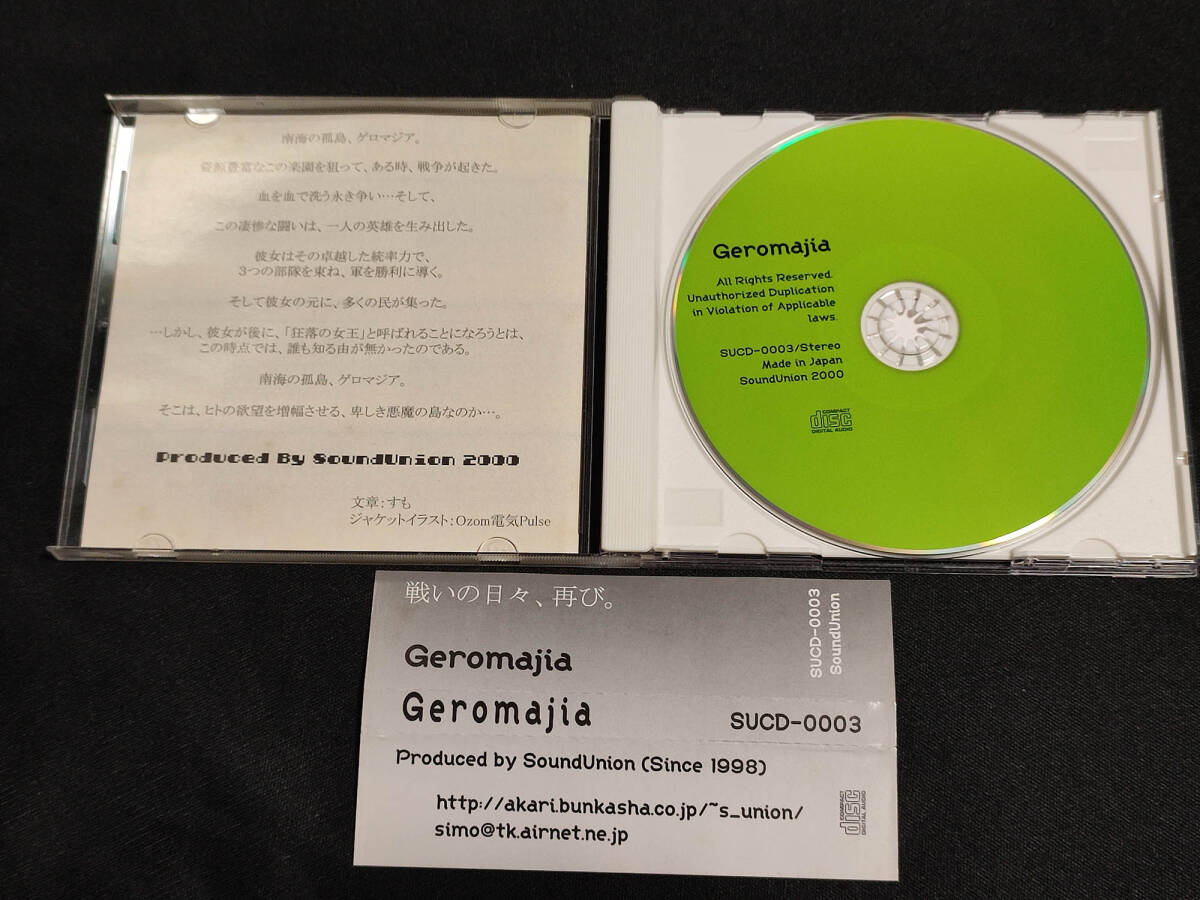 南海の孤島、ゲロマジア。
資源豊富なこの楽園を狙って、ある時、戦争が起きた。
血を血で洗う永き争い…そして、
この凄惨な闘いは、一人の英雄を生み出した。
彼女はその卓越した統率力で、
3つの部隊を束ね、軍を勝利に導く。
そして彼女の元に、多くの民が集った。
…しかし、彼女が後に、「狂落の女王」と呼ばれることになろうとは、
この時点では、誰も知る由が無かったのである。
南海の孤島、ゲロマジア。
そこは、ヒトの欲望を増幅させる、卑しき悪魔の島なのか…。
Produced By SoundUnion 2000
文章：すも
ジャケットイラスト：Ozom電気Pulse
Geromajia
All Rights Reserved.
Unauthorized Duplication
in Violation of Applicable
laws.
SUCD-0003/Stereo
Made in Japan
SoundUnion 2000
COMPACT
disc
DIGITAL AUDIO
戦いの日々、再び。
Geromajia
SUCD-0003
SoundUnion
Geromajia
SUCD-0003
Produced by SoundUnion (Since 1998)
http://akari.bunkasha.co.jp/~s_union/
simo@tk.airnet.ne.jp
COMPACT
disc
DIGITAL AUDIO